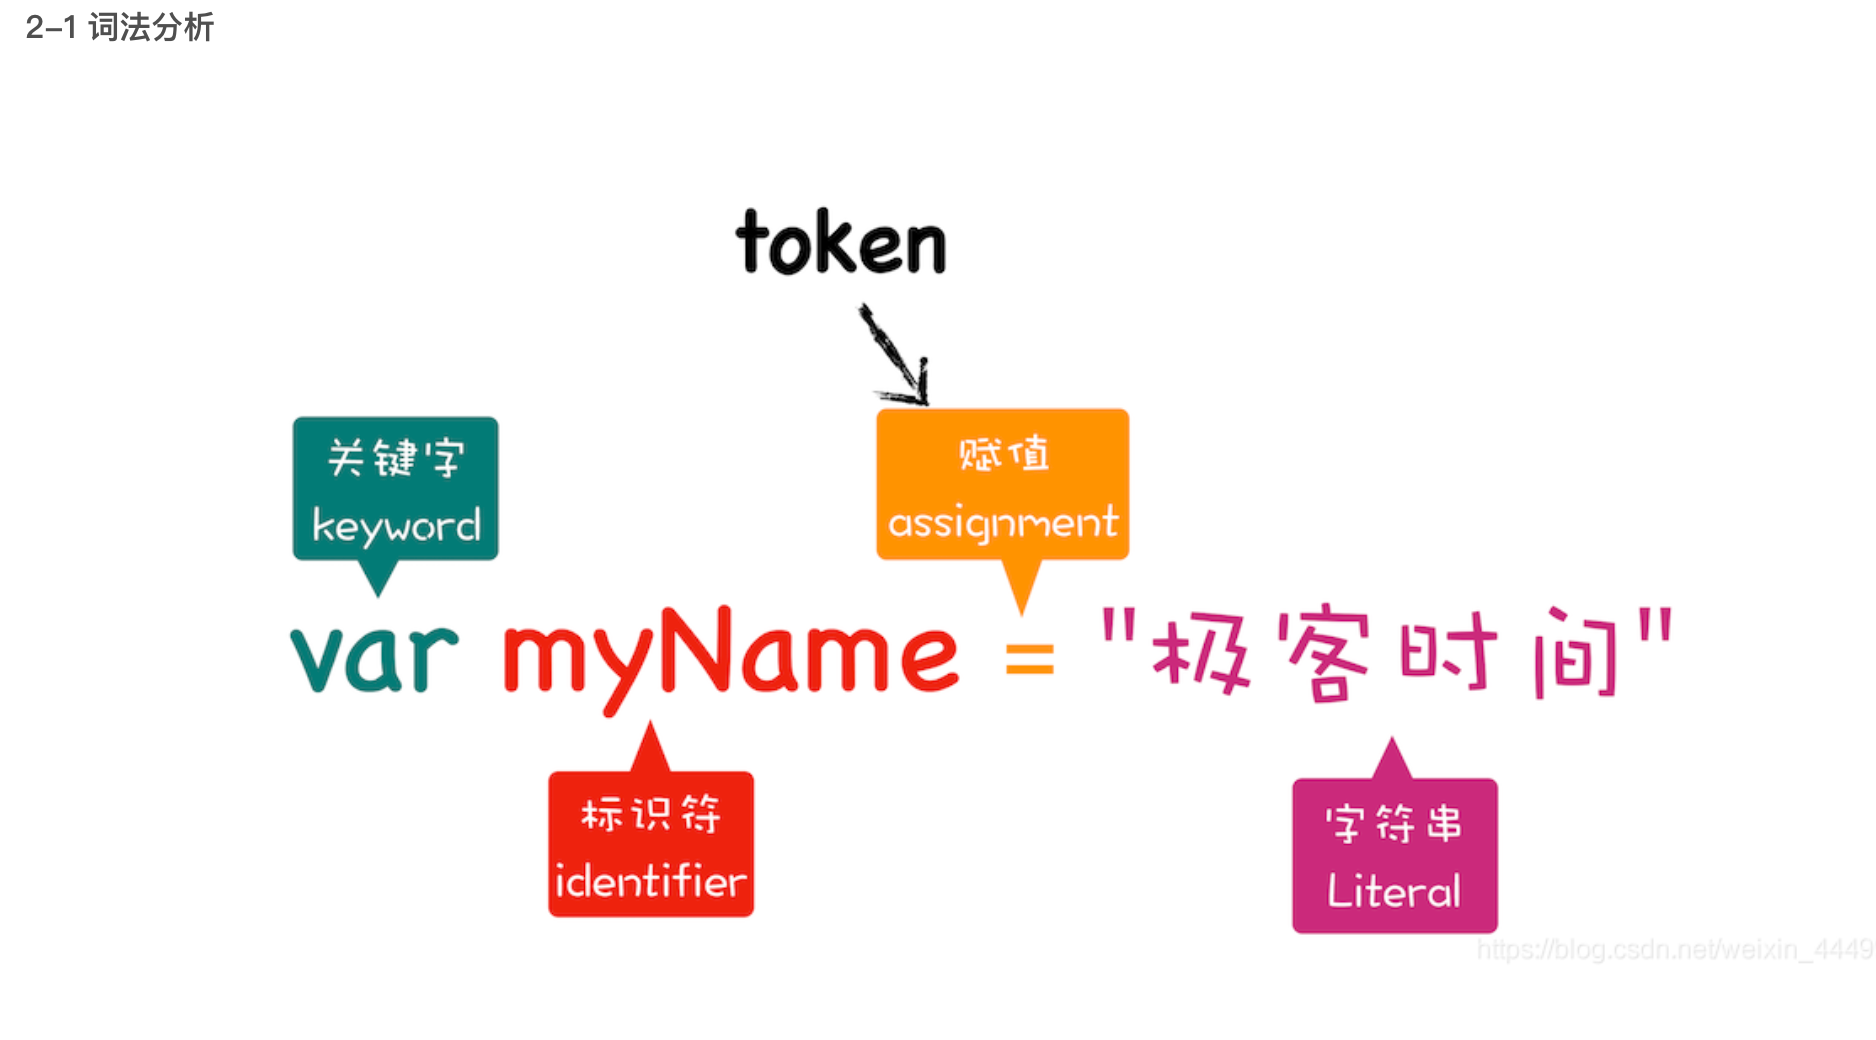 2-1 词法分析
token
关键字
keyword
赋值
assignment
var myName = "极客时间"
标识符
identifier
字符串
Literal
https://blog.csdn.net/weixin_4449